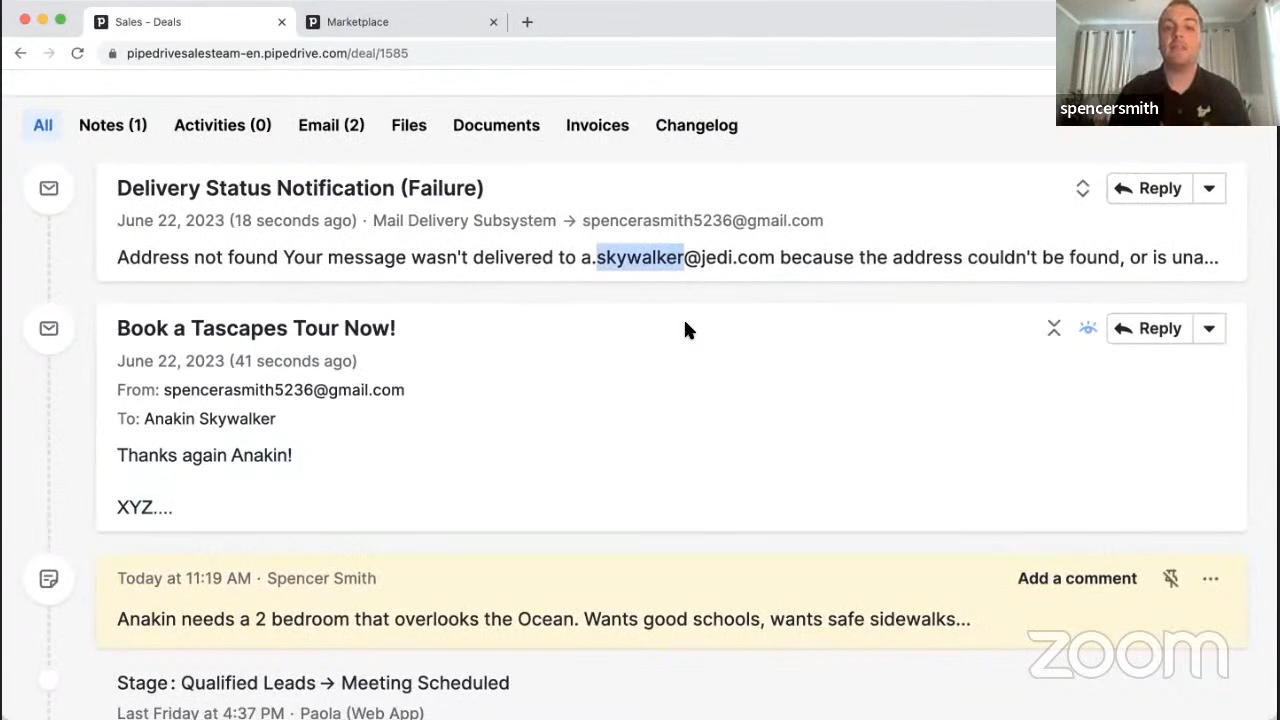 Sales - Deals
Marketplace
pipedrivesalesteam-en.pipedrive.com/deal/1585
spencersmith
All
Notes (1)
Activities (0)
Email (2)
Files
Documents
Invoices
Changelog
Delivery Status Notification (Failure)
Reply
June 22, 2023 (18 seconds ago) · Mail Delivery Subsystem → spencerasmith5236@gmail.com
Address not found Your message wasn't delivered to a.skywalker@jedi.com because the address couldn't be found, or is una...
Book a Tascapes Tour Now!
Reply
June 22, 2023 (41 seconds ago)
From: spencerasmith5236@gmail.com
To: Anakin Skywalker
Thanks again Anakin!
XYZ....
Today at 11:19 AM · Spencer Smith
Add a comment
Anakin needs a 2 bedroom that overlooks the Ocean. Wants good schools, wants safe sidewalks...
zoom
Stage: Qualified Leads → Meeting Scheduled
Last Friday at 4:37 PM · Paola (Web App)